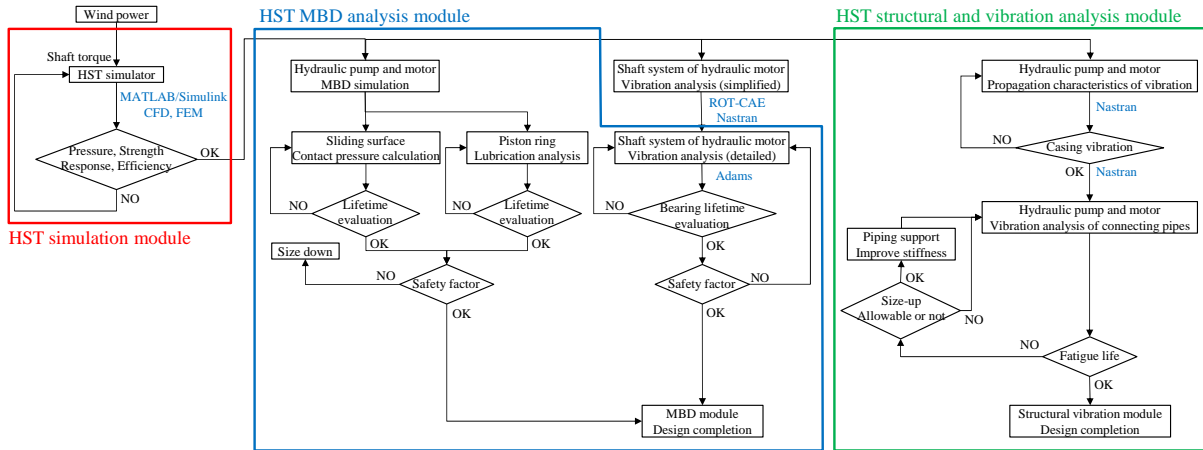 HST MBD analysis module
HST structural and vibration analysis module
Wind power
Shaft torque
HST simulator
MATLAB/Simulink
CFD, FEM
Pressure, Strength
Response, Efficiency
OK
NO
HST simulation module
Hydraulic pump and motor
MBD simulation
Sliding surface
Contact pressure calculation
Piston ring
Lubrication analysis
NO
Lifetime
evaluation
OK
NO
Lifetime
evaluation
OK
Size down
NO
Safety factor
OK
Shaft system of hydraulic motor
Vibration analysis (simplified)
ROT-CAE
Nastran
Shaft system of hydraulic motor
Vibration analysis (detailed)
Adams
NO
Bearing lifetime
evaluation
OK
Safety factor
NO
OK
MBD module
Design completion
Hydraulic pump and motor
Propagation characteristics of vibration
Nastran
NO
Casing vibration
OK
Nastran
Hydraulic pump and motor
Vibration analysis of connecting pipes
Piping support
Improve stiffness
OK
Size-up
Allowable or not
NO
NO
Fatigue life
OK
Structural vibration module
Design completion